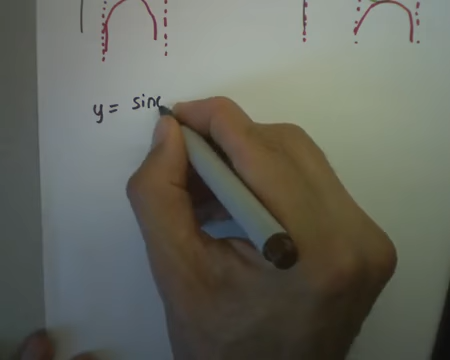 y = sin